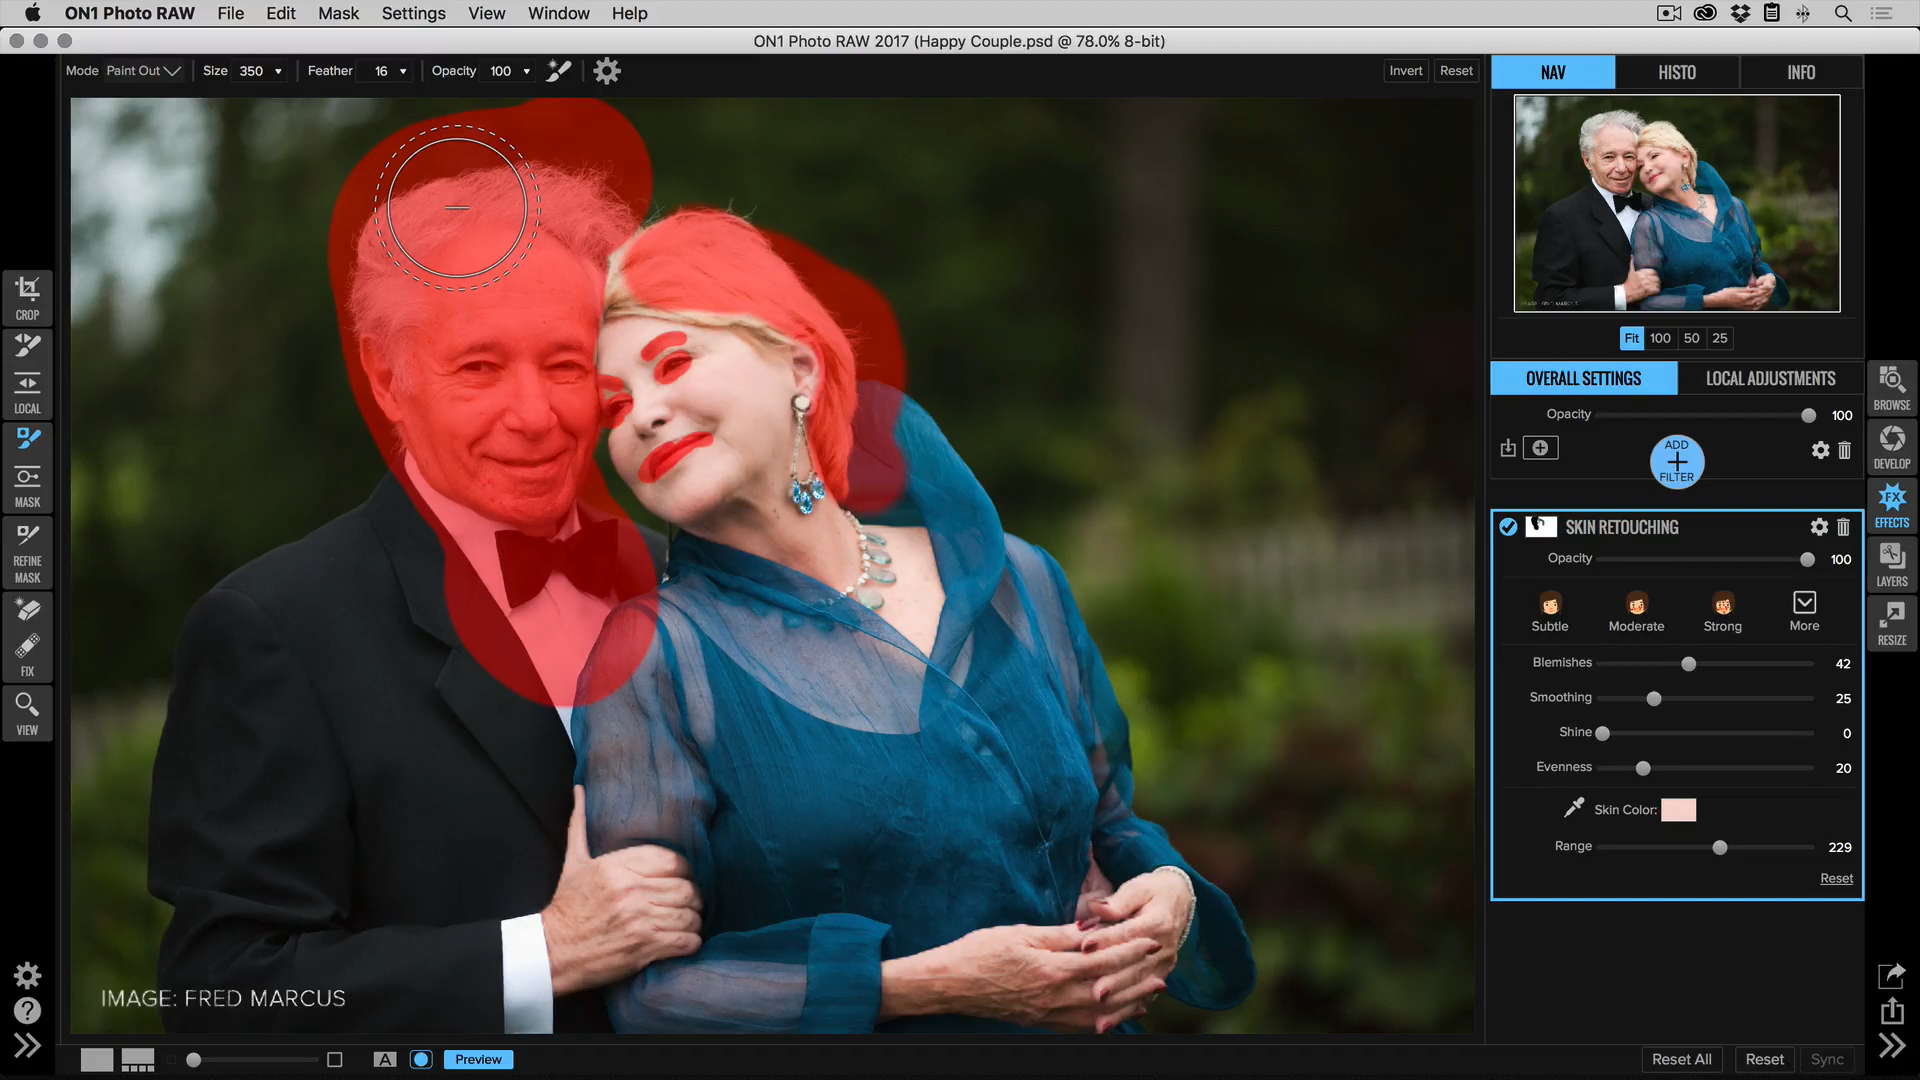 ON1 Photo RAW File Edit Mask Settings View Window Help
ON1 Photo RAW 2017 (Happy Couple.psd @ 78.0% 8-bit)
Mode Paint Out Size 350 Feather 16 Opacity 100 Invert Reset
NAV HISTO INFO
Fit 100 50 25
OVERALL SETTINGS LOCAL ADJUSTMENTS
Opacity 100
ADD
FILTER
SKIN RETOUCHING
Opacity 100
Subtle Moderate Strong More
Blemishes 42
Smoothing 25
Shine 0
Evenness 20
Skin Color:
Range 229
Reset
CROP
LOCAL
MASK
REFINE
MASK
FIX
VIEW
BROWSE
DEVELOP
FX
EFFECTS
LAYERS
RESIZE
IMAGE: FRED MARCUS
A Preview
Reset All Reset Sync